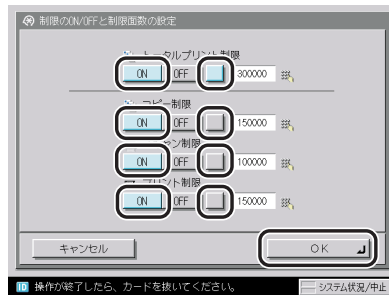 制限のON/OFFと制限面数の設定
トータルプリント制限
ON OFF 300000
コピー制限
ON OFF 150000
ャン制限
ON OFF 100000
プリント制限
ON OFF 150000
キャンセル OK
ID 操作が終了したら、カードを抜いてください。 システム状況/中止